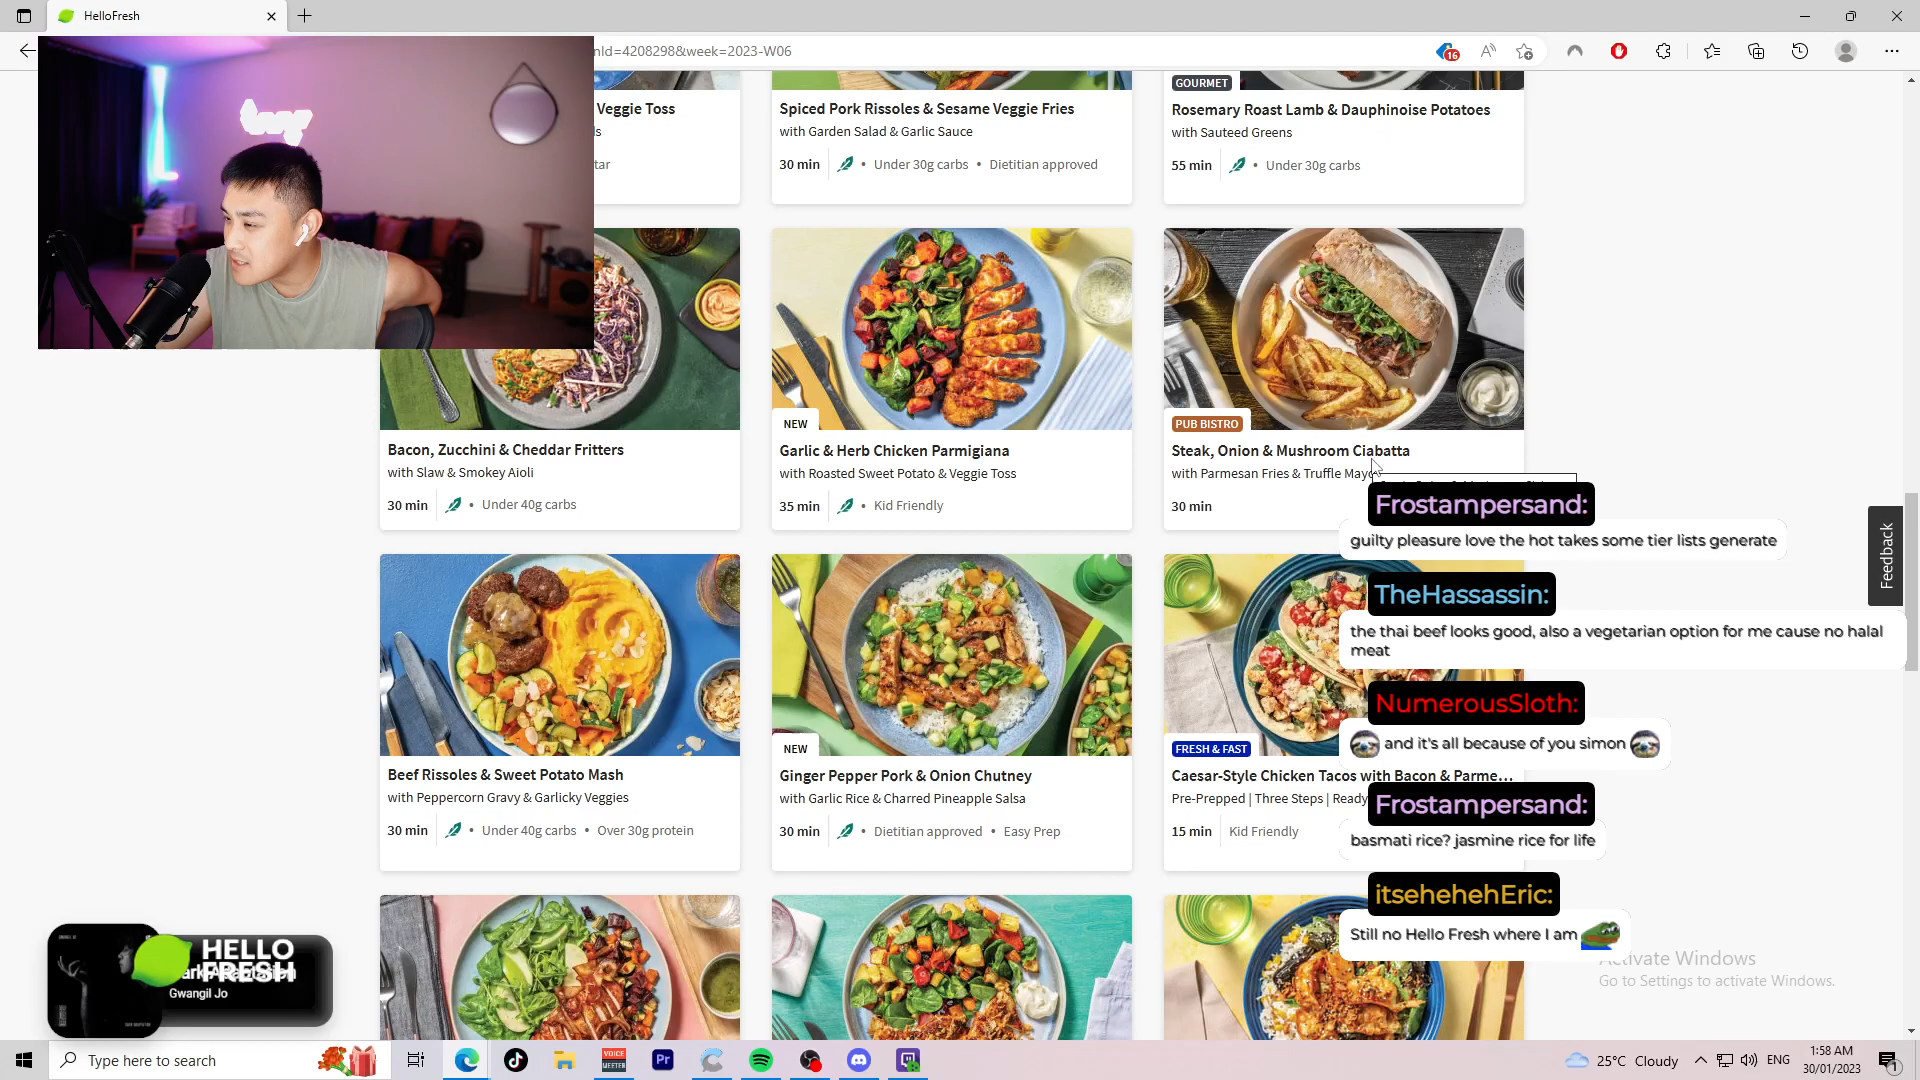 HelloFresh
nId=4208298&week=2023-W06
16
Veggie Toss
Spiced Pork Rissoles & Sesame Veggie Fries
with Garden Salad & Garlic Sauce
30 min • Under 30g carbs • Dietitian approved
GOURMET
Rosemary Roast Lamb & Dauphinoise Potatoes
with Sauteed Greens
55 min • Under 30g carbs
Bacon, Zucchini & Cheddar Fritters
with Slaw & Smokey Aioli
30 min • Under 40g carbs
NEW
Garlic & Herb Chicken Parmigiana
with Roasted Sweet Potato & Veggie Toss
35 min • Kid Friendly
PUB BISTRO
Steak, Onion & Mushroom Ciabatta
with Parmesan Fries & Truffle Mayo
30 min
Beef Rissoles & Sweet Potato Mash
with Peppercorn Gravy & Garlicky Veggies
30 min • Under 40g carbs • Over 30g protein
NEW
Ginger Pepper Pork & Onion Chutney
with Garlic Rice & Charred Pineapple Salsa
30 min • Dietitian approved • Easy Prep
FRESH & FAST
Caesar-Style Chicken Tacos with Bacon & Parme...
Pre-Prepped | Three Steps | Ready
15 min Kid Friendly
Frostampersand:
guilty pleasure love the hot takes some tier lists generate
TheHassassin:
the thai beef looks good, also a vegetarian option for me cause no halal
meat
NumerousSloth:
and it's all because of you simon
Frostampersand:
basmati rice? jasmine rice for life
itsehehehEric:
Still no Hello Fresh where I am
Feedback
HELLO
FRESH
Gwangil Jo
Activate Windows
Go to Settings to activate Windows.
Type here to search
VOICE
MEETER
Pr
25°C Cloudy
ENG
1:58 AM
30/01/2023
1